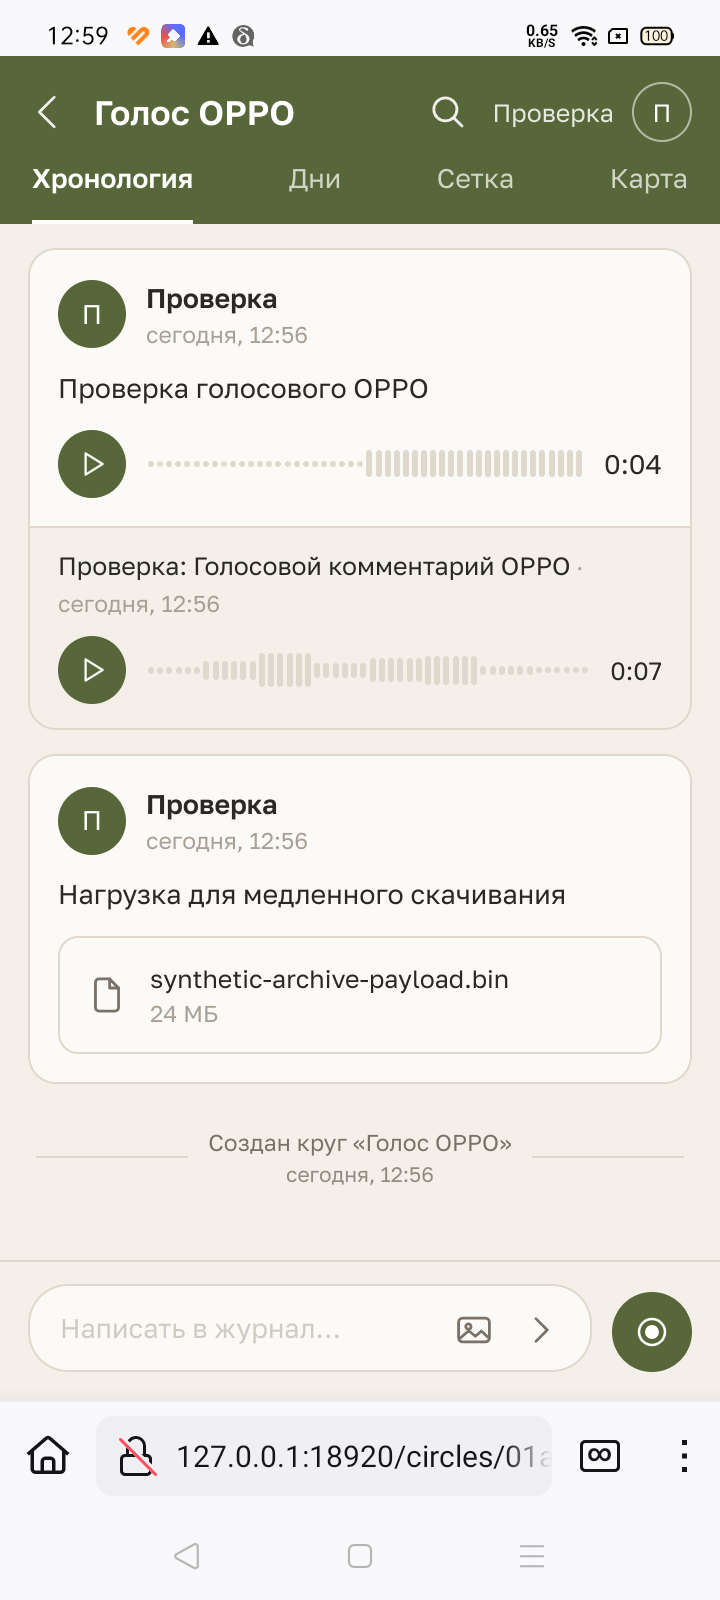 12:59
0.65
KB/S
100
Голос OPPO
Проверка
П
Хронология
Дни
Сетка
Карта
П
Проверка
сегодня, 12:56
Проверка голосового OPPO
0:04
Проверка: Голосовой комментарий OPPO ·
сегодня, 12:56
0:07
П
Проверка
сегодня, 12:56
Нагрузка для медленного скачивания
synthetic-archive-payload.bin
24 МБ
Создан круг «Голос OPPO»
сегодня, 12:56
Написать в журнал...
127.0.0.1:18920/circles/01a